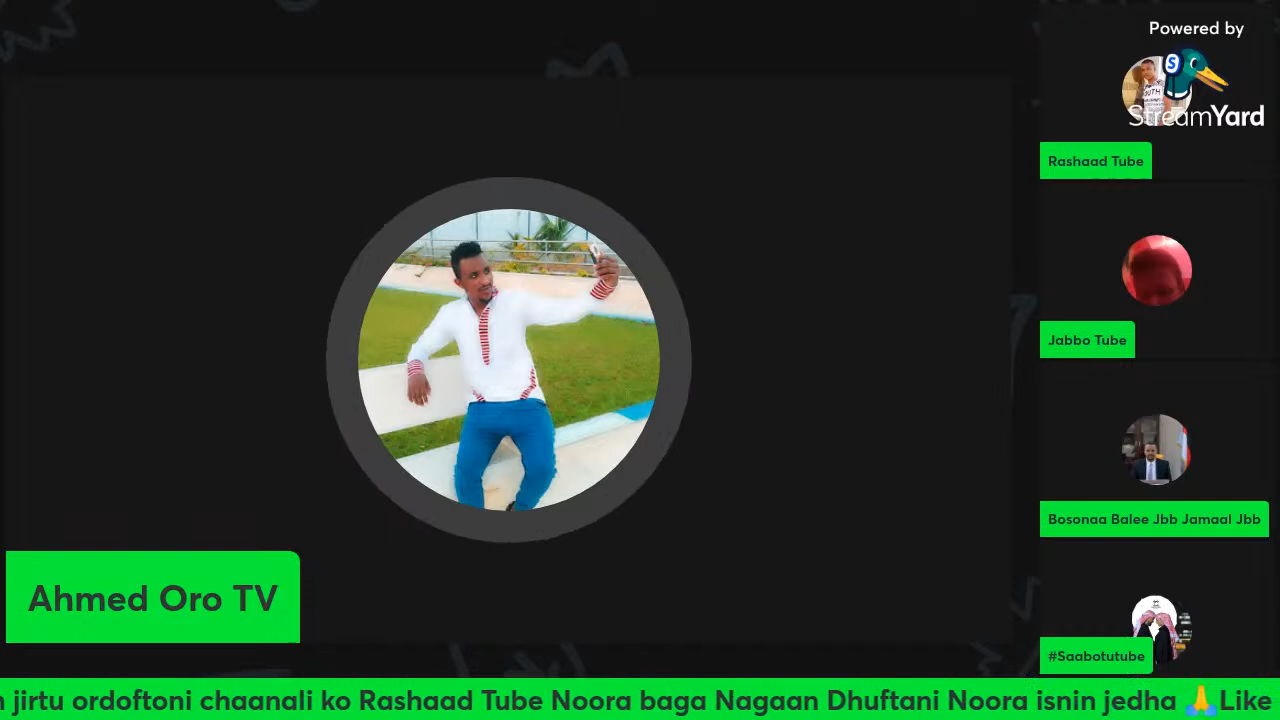 Powered by
StreamYard
Rashaad Tube
Jabbo Tube
Bosonaa Balee Jbb Jamaal Jbb
#Saabotutube
Ahmed Oro TV
jirtu ordoftoni chaanali ko Rashaad Tube Noora baga Nagaan Dhuftani Noora isnin jedha 🙏Like